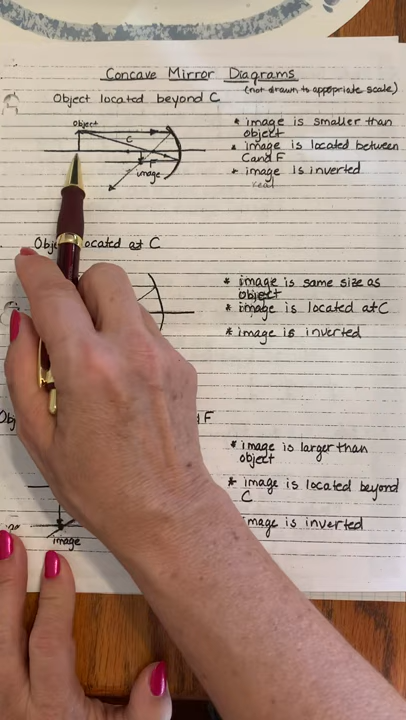 Concave Mirror Diagrams
(not drawn to appropriate scale)
Object located beyond C
Object
C
F
image
* image is smaller than
object
* image is located between
C and F
* image is inverted
real
located at C
* image is same size as
object
* image is located at C
* image is inverted
F
* image is larger than
object
* image is located beyond
C
image is inverted
image